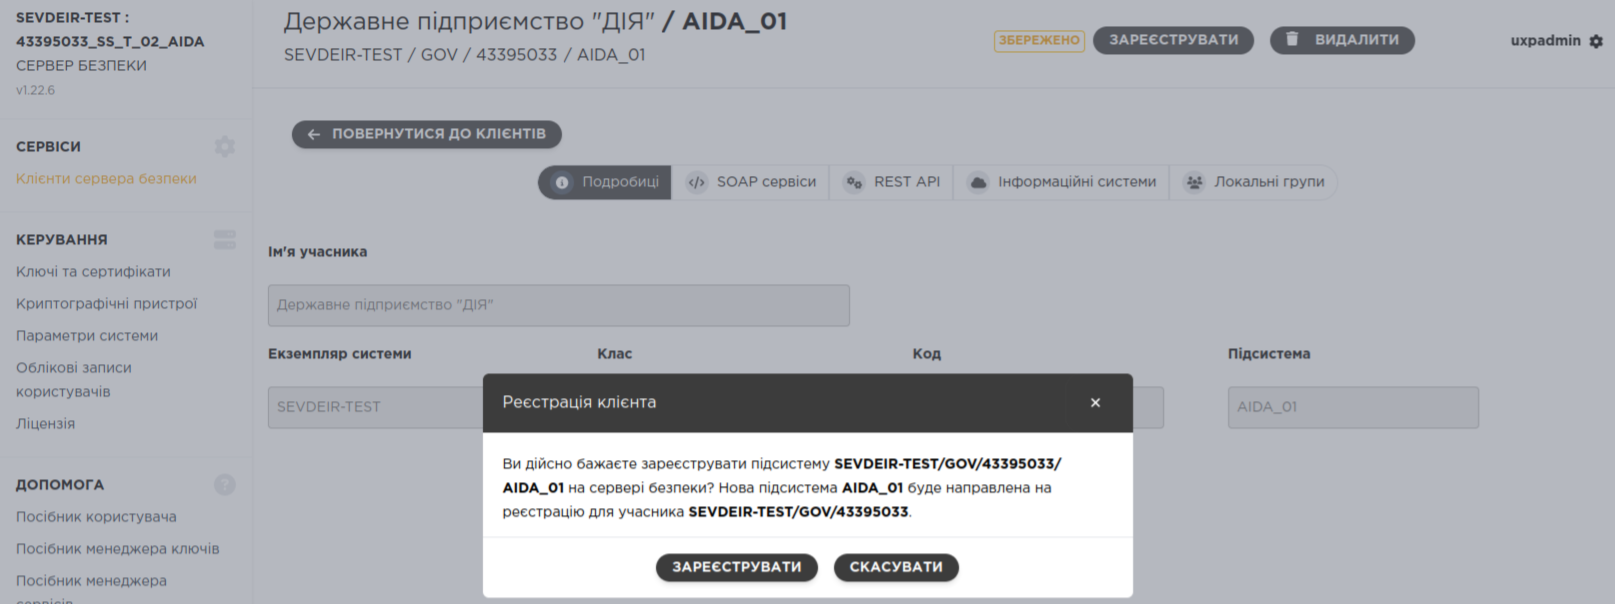 SEVDEIR-TEST :
43395033_SS_T_02_AIDA
СЕРВЕР БЕЗПЕКИ
v1.22.6
СЕРВІСИ
Клієнти сервера безпеки
КЕРУВАННЯ
Ключі та сертифікати
Криптографічні пристрої
Параметри системи
Облікові записи
користувачів
Ліцензія
ДОПОМОГА
Посібник користувача
Посібник менеджера ключів
Посібник менеджера
сервісів
Державне підприємство "ДІЯ" / AIDA_01
SEVDEIR-TEST / GOV / 43395033 / AIDA_01
ЗБЕРЕЖЕНО
ЗАРЕЄСТРУВАТИ
ВИДАЛИТИ
uxpadmin
ПОВЕРНУТИСЯ ДО КЛІЄНТІВ
Подробиці
SOAP сервіси
REST API
Інформаційні системи
Локальні групи
Ім'я учасника
Державне підприємство "ДІЯ"
Екземпляр системи
Клас
Код
Підсистема
SEVDEIR-TEST
AIDA_01
Реєстрація клієнта
Ви дійсно бажаєте зареєструвати підсистему SEVDEIR-TEST/GOV/43395033/
AIDA_01 на сервері безпеки? Нова підсистема AIDA_01 буде направлена на
реєстрацію для учасника SEVDEIR-TEST/GOV/43395033.
ЗАРЕЄСТРУВАТИ
СКАСУВАТИ